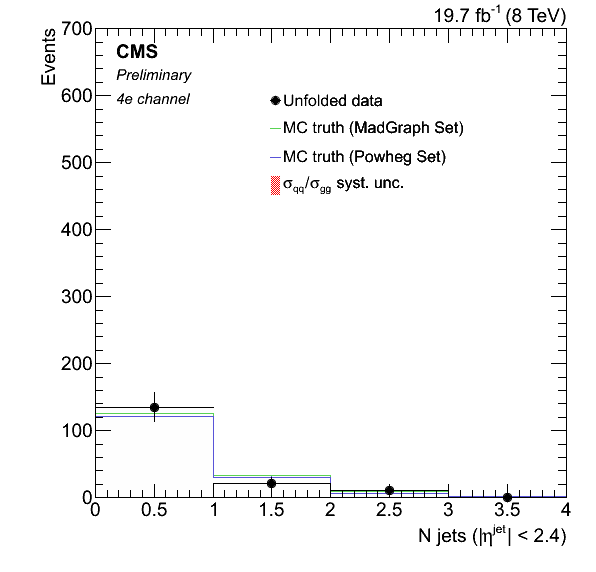 19.7 fb⁻¹ (8 TeV)
Events
700
600
500
400
300
200
100
0
CMS
Preliminary
4e channel
Unfolded data
MC truth (MadGraph Set)
MC truth (Powheg Set)
σqq/σgg syst. unc.
0 0.5 1 1.5 2 2.5 3 3.5 4
N jets (|η^jet| < 2.4)